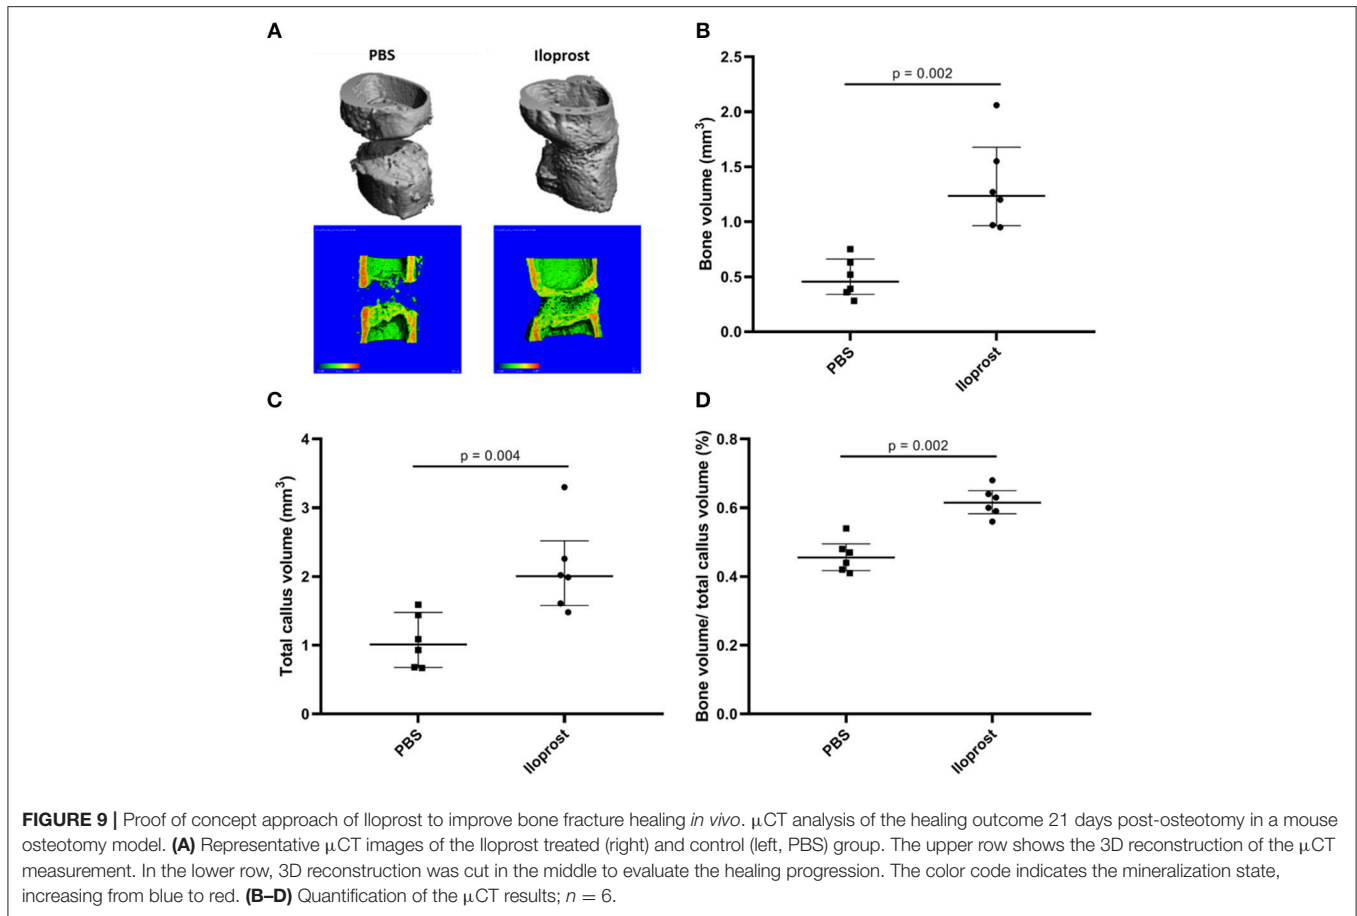 A
PBS
Iloprost
B
2.5
2.0
1.5
1.0
0.5
0.0
Bone volume (mm³)
p = 0.002
PBS
Iloprost
C
4
3
2
1
0
Total callus volume (mm³)
p = 0.004
PBS
Iloprost
D
0.8
0.6
0.4
0.2
0.0
Bone volume/ total callus volume (%)
p = 0.002
PBS
Iloprost
FIGURE 9 | Proof of concept approach of Iloprost to improve bone fracture healing in vivo. μCT analysis of the healing outcome 21 days post-osteotomy in a mouse
osteotomy model. (A) Representative μCT images of the Iloprost treated (right) and control (left, PBS) group. The upper row shows the 3D reconstruction of the μCT
measurement. In the lower row, 3D reconstruction was cut in the middle to evaluate the healing progression. The color code indicates the mineralization state,
increasing from blue to red. (B–D) Quantification of the μCT results; n = 6.